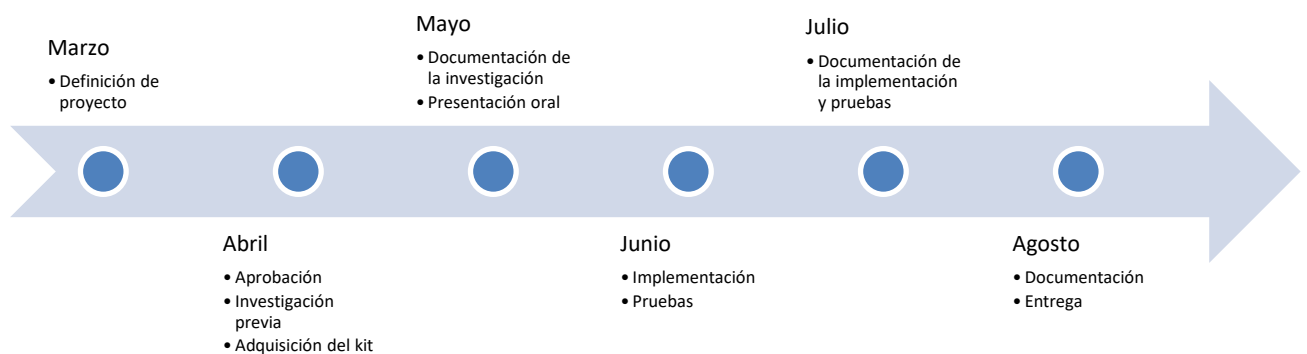 Marzo
• Definición de
proyecto
Abril
• Aprobación
• Investigación
previa
• Adquisición del kit
Mayo
• Documentación de
la investigación
• Presentación oral
Junio
• Implementación
• Pruebas
Julio
• Documentación de
la implementación
y pruebas
Agosto
• Documentación
• Entrega